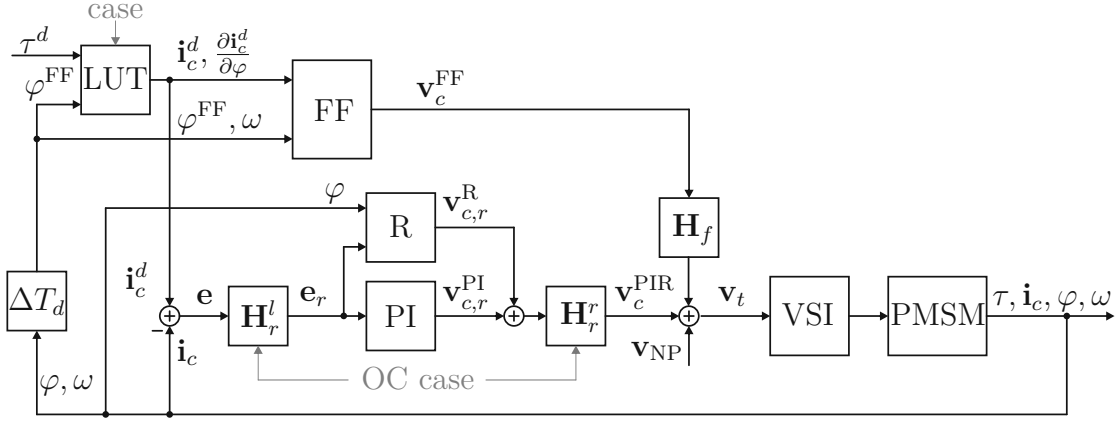 case
τ^d
LUT
i_c^d, ∂i_c^d/∂φ
φ^FF
FF
v_c^FF
φ^FF, ω
φ
R
v_{c,r}^R
H_f
ΔT_d
i_c^d
e
H_r^l
e_r
PI
v_{c,r}^PI
H_r^r
v_c^PIR
v_t
VSI
PMSM
τ, i_c, φ, ω
−
i_c
v_NP
OC case
φ, ω